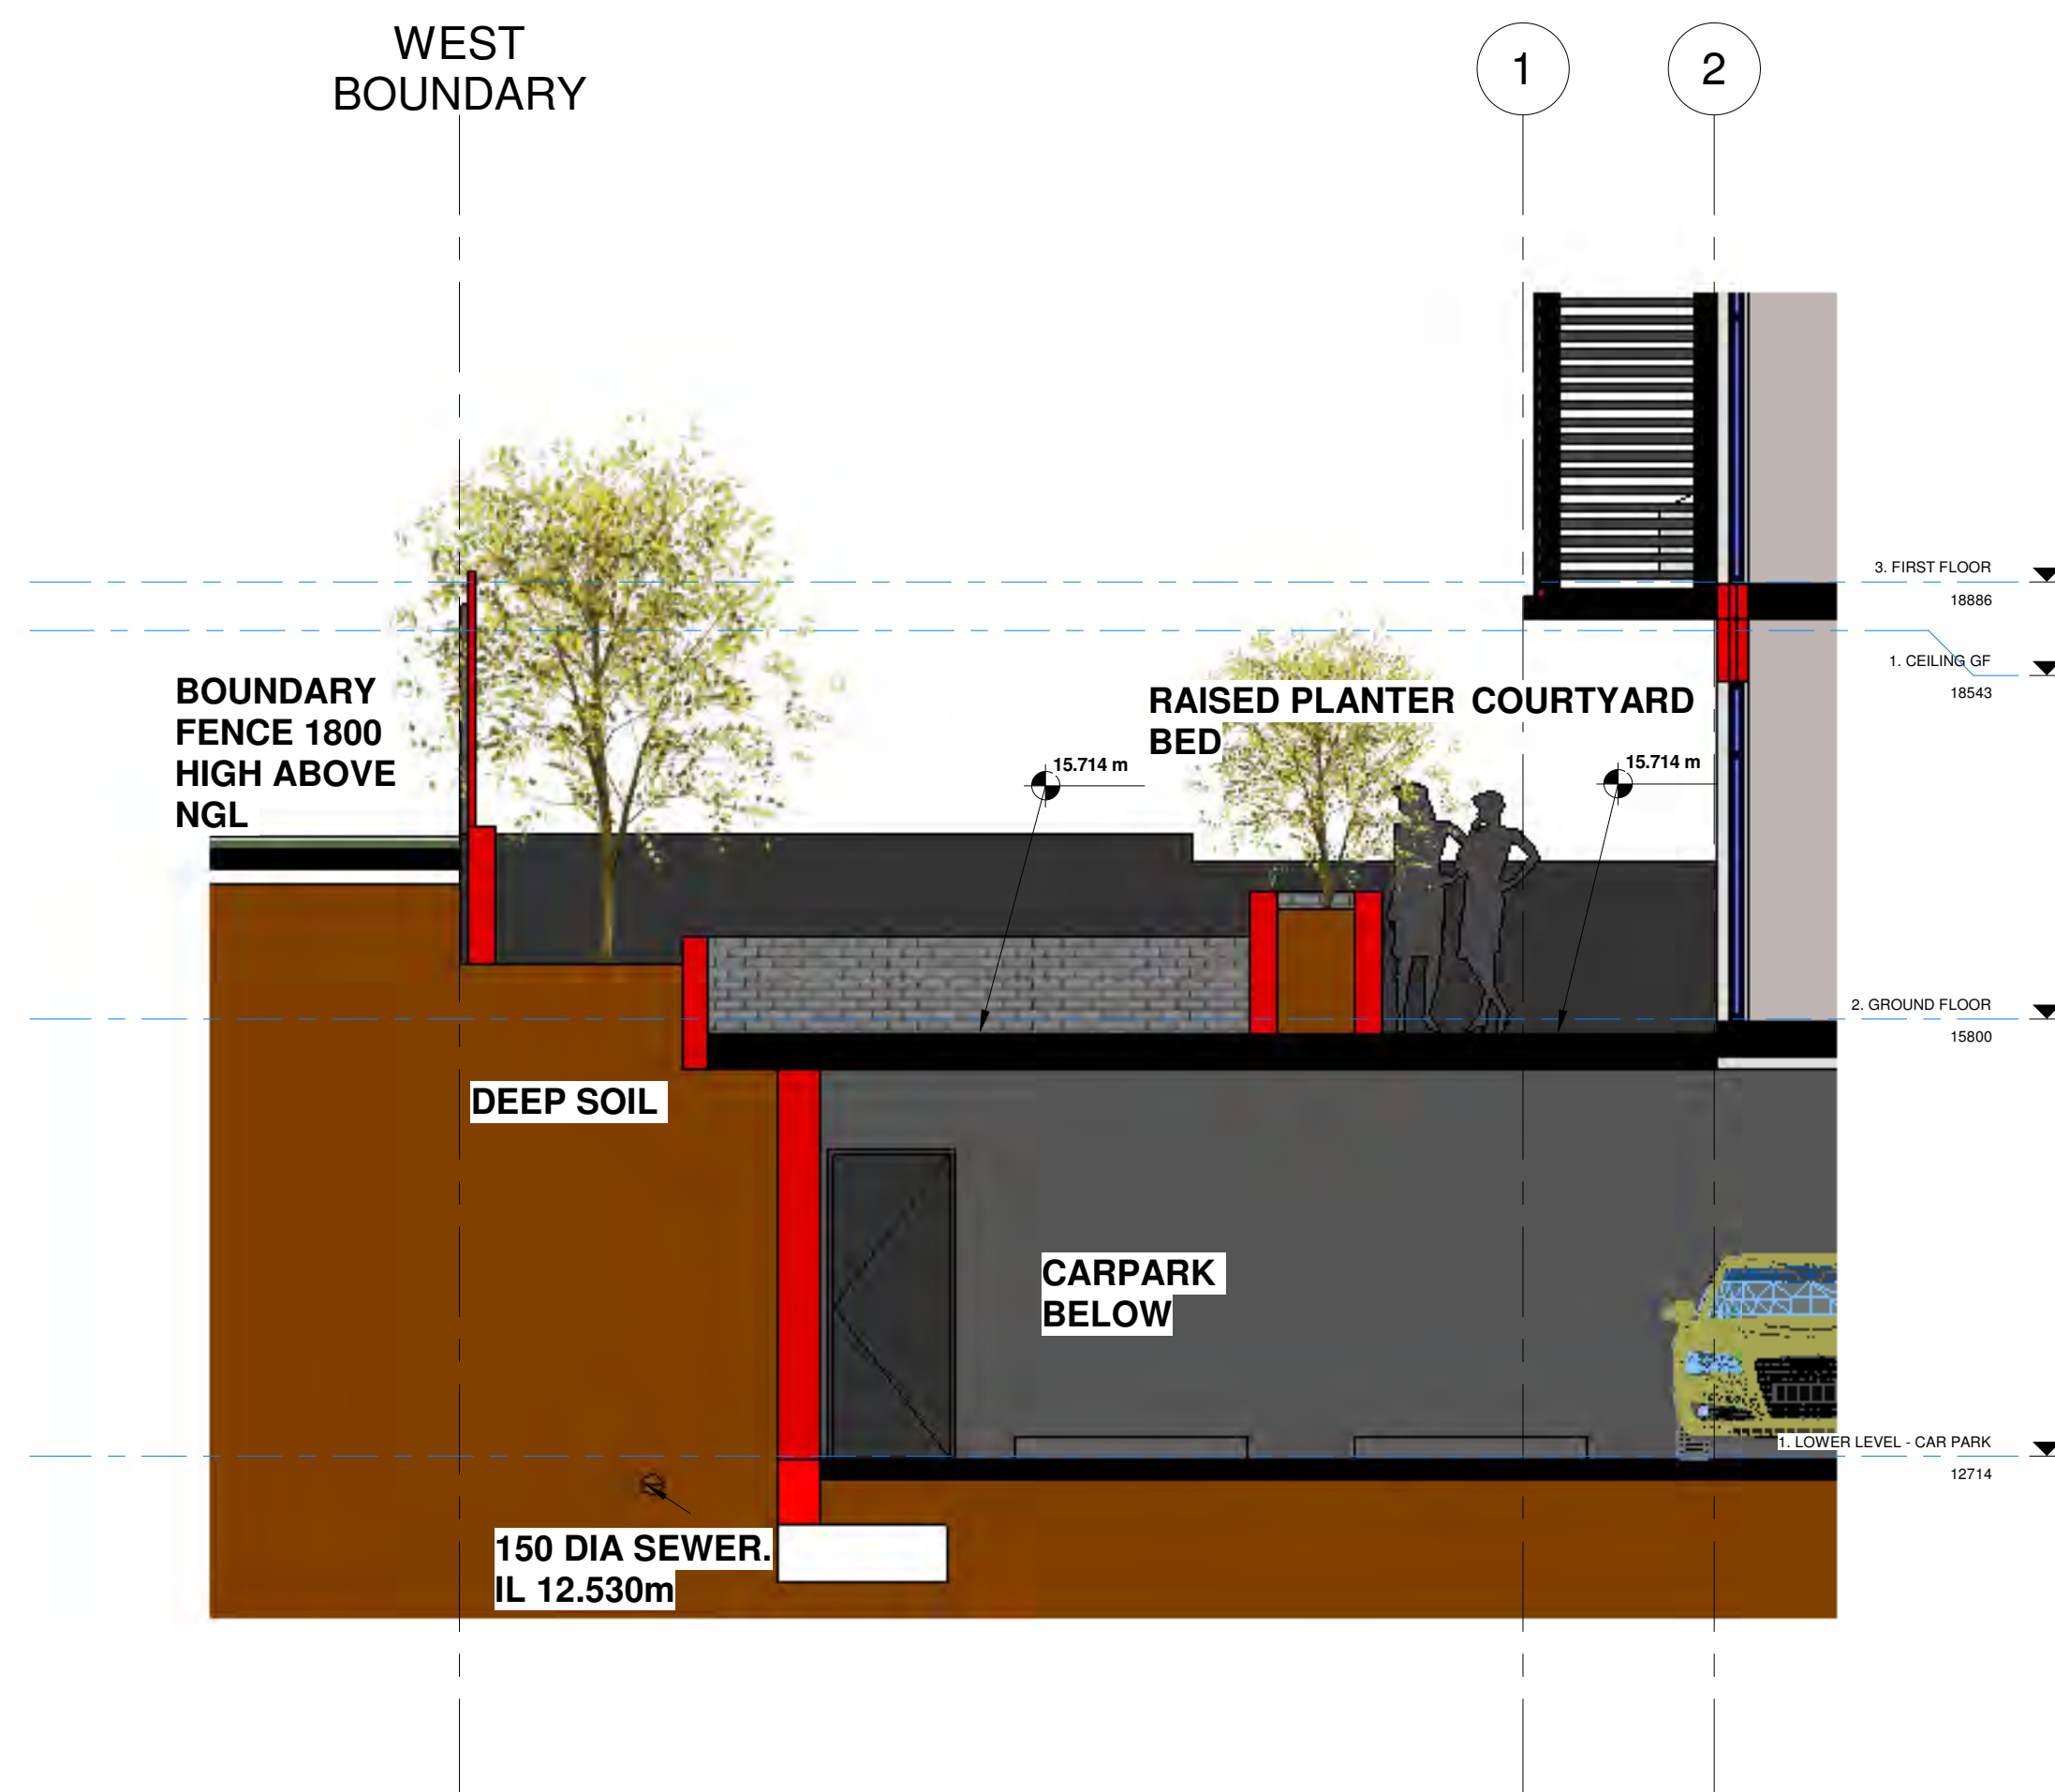 WEST
BOUNDARY
1
2
3. FIRST FLOOR
18886
1. CEILING GF
18543
BOUNDARY
FENCE 1800
HIGH ABOVE
NGL
RAISED PLANTER
BED
COURTYARD
15.714 m
15.714 m
2. GROUND FLOOR
15800
DEEP SOIL
CARPARK
BELOW
1. LOWER LEVEL - CAR PARK
12714
150 DIA SEWER.
IL 12.530m